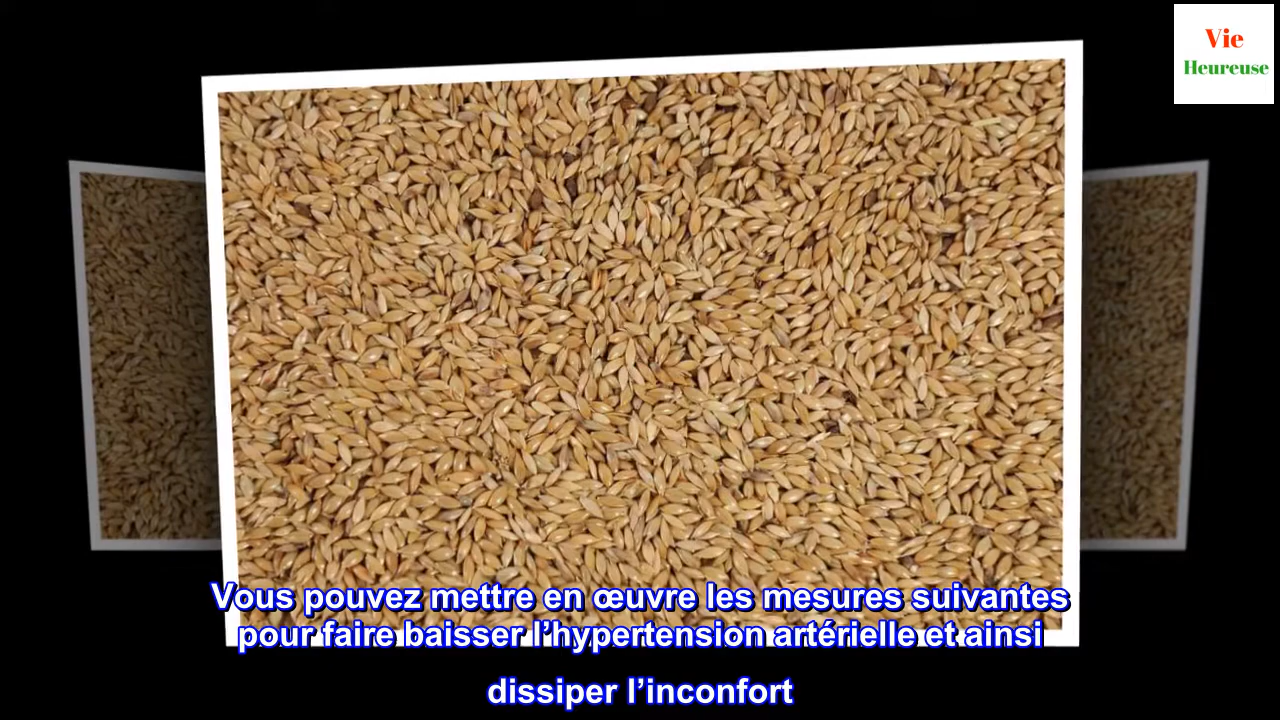 Vie
Heureuse
Vous pouvez mettre en œuvre les mesures suivantes
pour faire baisser l’hypertension artérielle et ainsi
dissiper l’inconfort